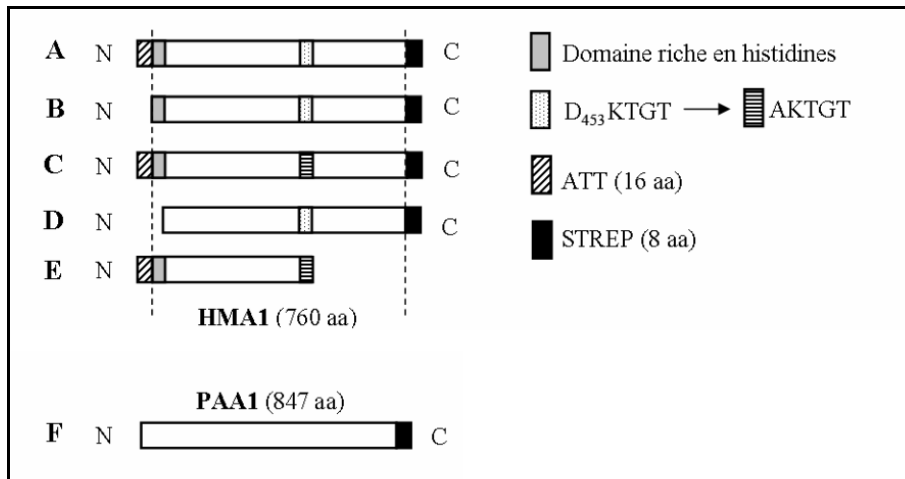 A N C
B N C
C N C
D N C
E N
HMA1 (760 aa)
Domaine riche en histidines
D453KTGT → AKTGT
ATT (16 aa)
STREP (8 aa)
PAA1 (847 aa)
F N C